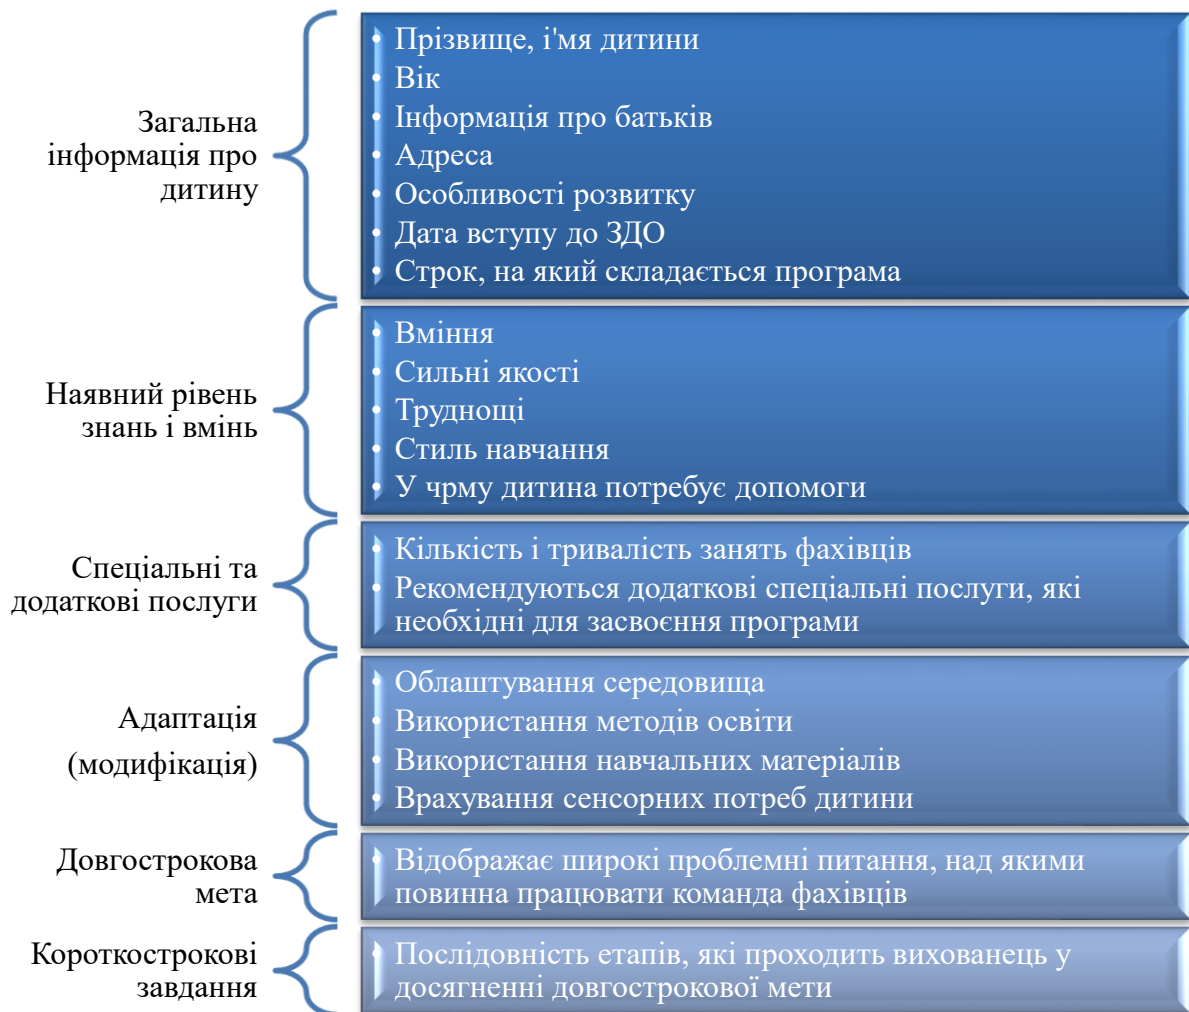 Загальна
інформація про
дитину
• Прізвище, і'мя дитини
• Вік
• Інформація про батьків
• Адреса
• Особливості розвитку
• Дата вступу до ЗДО
• Строк, на який складається програма
Наявний рівень
знань і вмінь
• Вміння
• Сильні якості
• Труднощі
• Стиль навчання
• У чрму дитина потребує допомоги
Спеціальні та
додаткові послуги
• Кількість і тривалість занять фахівців
• Рекомендуються додаткові спеціальні послуги, які
необхідні для засвоєння програми
Адаптація
(модифікація)
• Облаштування середовища
• Використання методів освіти
• Використання навчальних матеріалів
• Врахування сенсорних потреб дитини
Довгострокова
мета
• Відображає широкі проблемні питання, над якими
повинна працювати команда фахівців
Короткострокові
завдання
• Послідовність етапів, які проходить вихованець у
досягненні довгострокової мети